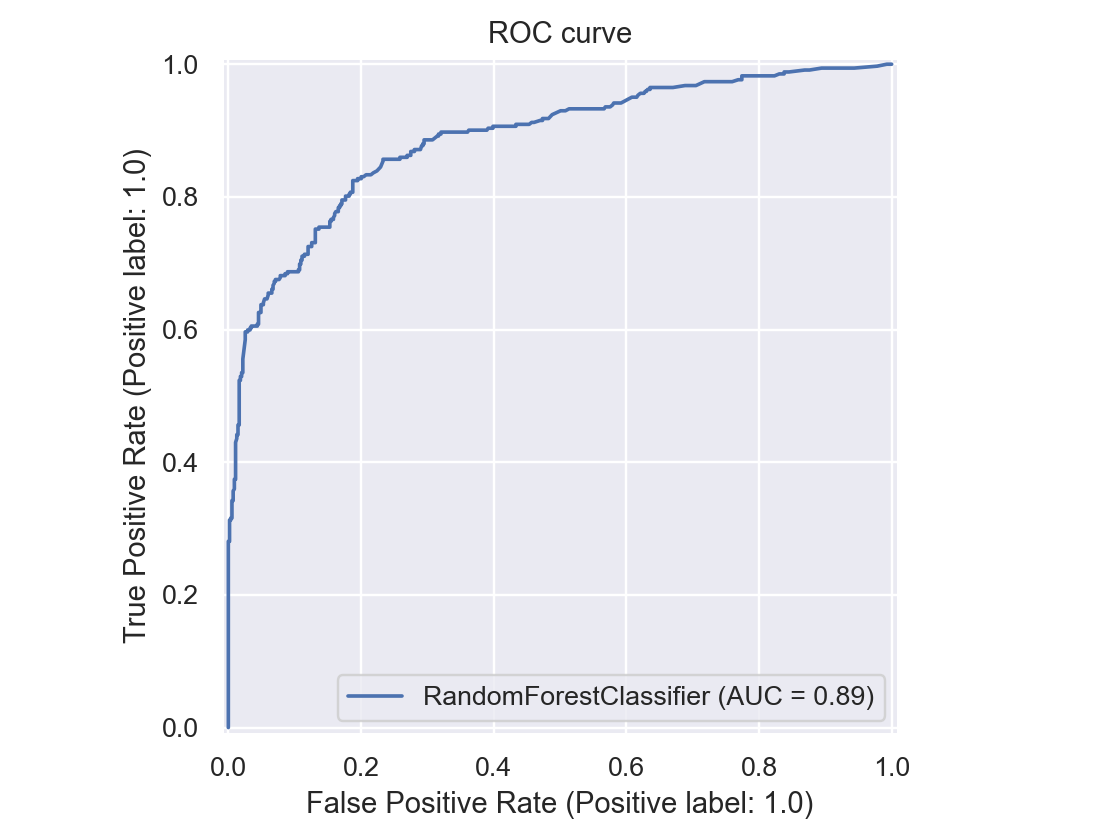 ROC curve
1.0
0.8
0.6
0.4
0.2
0.0
True Positive Rate (Positive label: 1.0)
RandomForestClassifier (AUC = 0.89)
0.0 0.2 0.4 0.6 0.8 1.0
False Positive Rate (Positive label: 1.0)